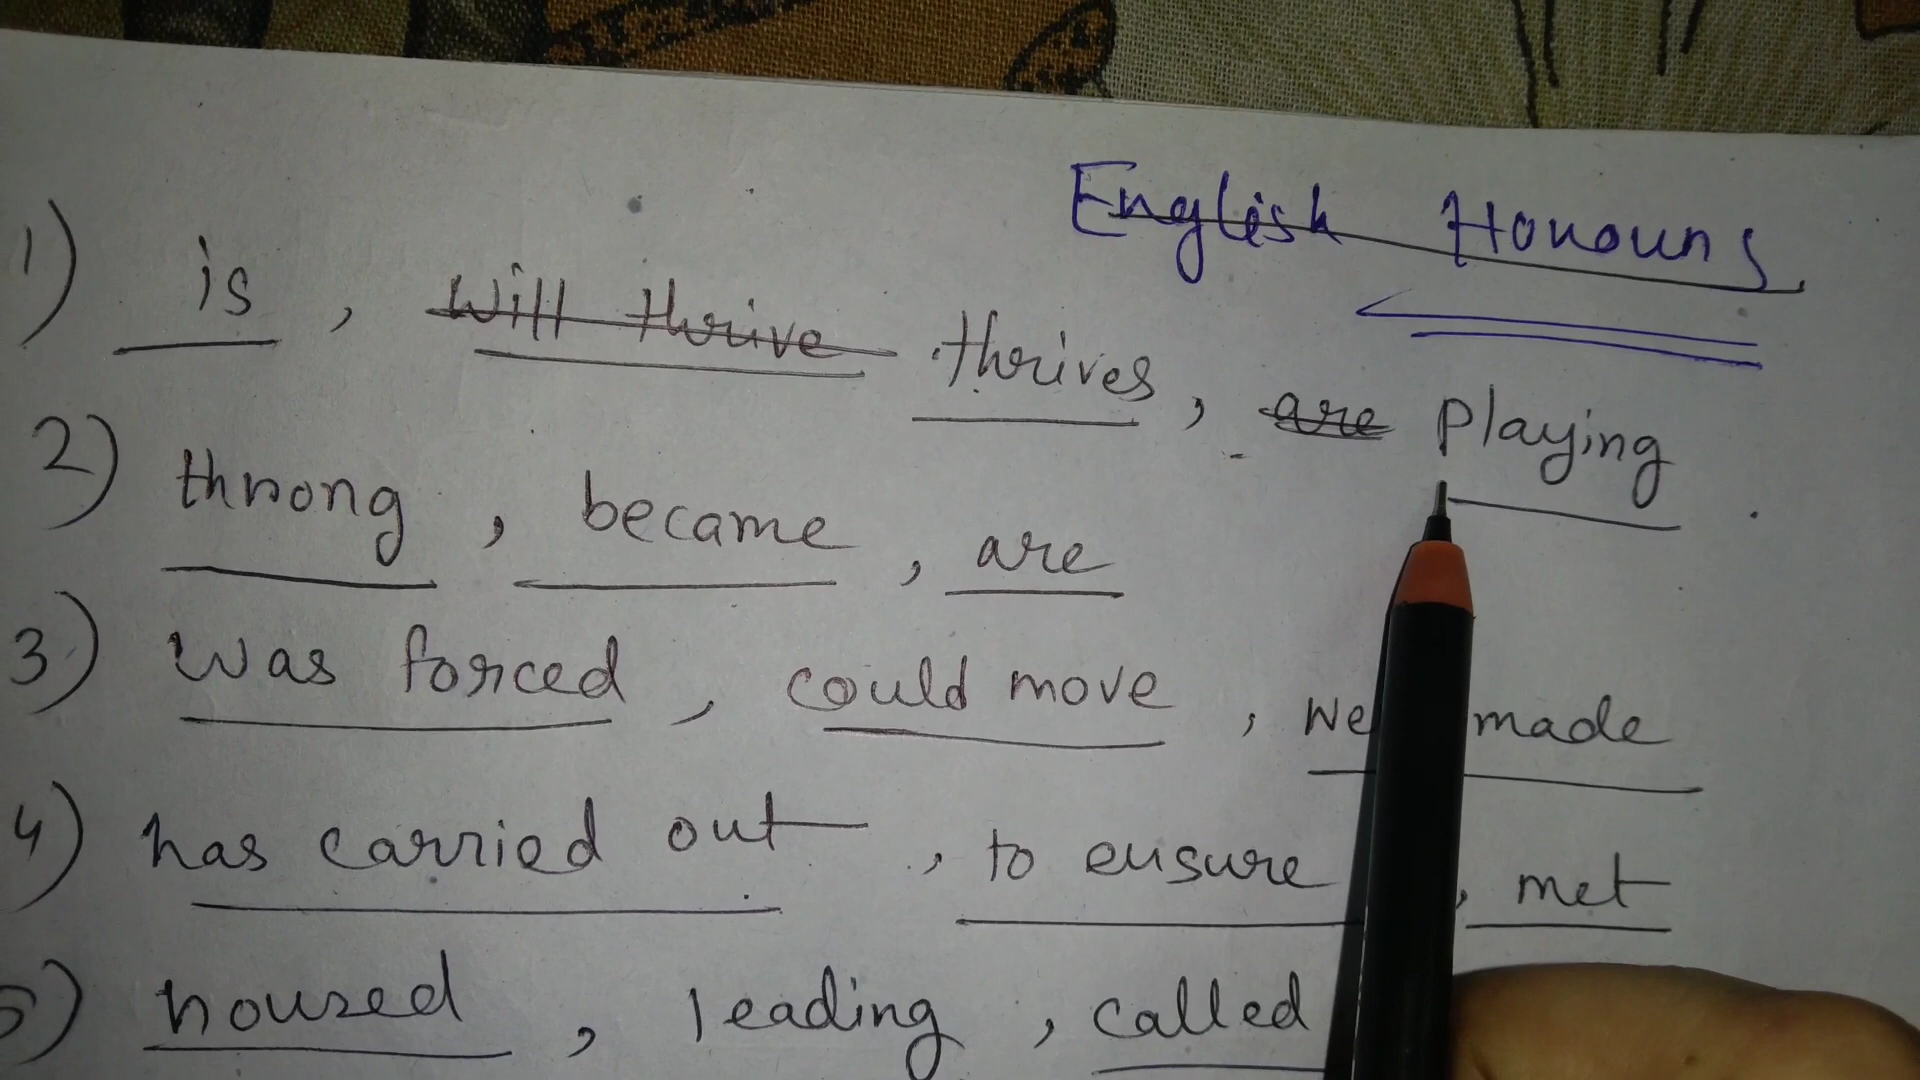 English Honours
1) is, will thrive thrives, are playing.
2) throng, became, are
3) was forced, could move, made
4) has carried out, to ensure, met
5) housed, leading, called